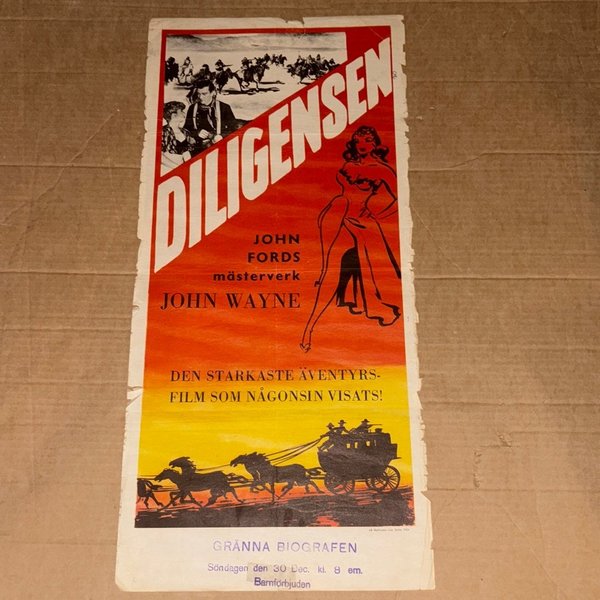 DILIGENSEN
JOHN
FORDS
mästerverk
JOHN WAYNE
DEN STARKASTE ÄVENTYRS-
FILM SOM NÅGONSIN VISATS!
GRÄNNA BIOGRAFEN
Söndagen den 30 Dec. kl. 8 em.
Barnförbjuden